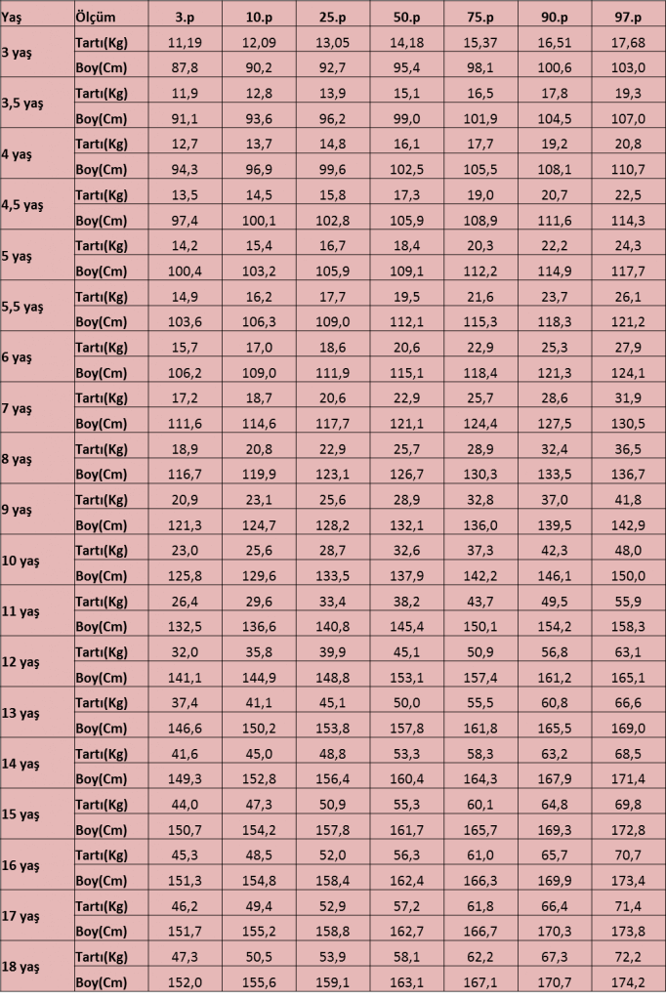 Yaş Ölçüm 3.p 10.p 25.p 50.p 75.p 90.p 97.p
3 yaş Tartı(Kg) 11,19 12,09 13,05 14,18 15,37 16,51 17,68
Boy(Cm) 87,8 90,2 92,7 95,4 98,1 100,6 103,0
3,5 yaş Tartı(Kg) 11,9 12,8 13,9 15,1 16,5 17,8 19,3
Boy(Cm) 91,1 93,6 96,2 99,0 101,9 104,5 107,0
4 yaş Tartı(Kg) 12,7 13,7 14,8 16,1 17,7 19,2 20,8
Boy(Cm) 94,3 96,9 99,6 102,5 105,5 108,1 110,7
4,5 yaş Tartı(Kg) 13,5 14,5 15,8 17,3 19,0 20,7 22,5
Boy(Cm) 97,4 100,1 102,8 105,9 108,9 111,6 114,3
5 yaş Tartı(Kg) 14,2 15,4 16,7 18,4 20,3 22,2 24,3
Boy(Cm) 100,4 103,2 105,9 109,1 112,2 114,9 117,7
5,5 yaş Tartı(Kg) 14,9 16,2 17,7 19,5 21,6 23,7 26,1
Boy(Cm) 103,6 106,3 109,0 112,1 115,3 118,3 121,2
6 yaş Tartı(Kg) 15,7 17,0 18,6 20,6 22,9 25,3 27,9
Boy(Cm) 106,2 109,0 111,9 115,1 118,4 121,3 124,1
7 yaş Tartı(Kg) 17,2 18,7 20,6 22,9 25,7 28,6 31,9
Boy(Cm) 111,6 114,6 117,7 121,1 124,4 127,5 130,5
8 yaş Tartı(Kg) 18,9 20,8 22,9 25,7 28,9 32,4 36,5
Boy(Cm) 116,7 119,9 123,1 126,7 130,3 133,5 136,7
9 yaş Tartı(Kg) 20,9 23,1 25,6 28,9 32,8 37,0 41,8
Boy(Cm) 121,3 124,7 128,2 132,1 136,0 139,5 142,9
10 yaş Tartı(Kg) 23,0 25,6 28,7 32,6 37,3 42,3 48,0
Boy(Cm) 125,8 129,6 133,5 137,9 142,2 146,1 150,0
11 yaş Tartı(Kg) 26,4 29,6 33,4 38,2 43,7 49,5 55,9
Boy(Cm) 132,5 136,6 140,8 145,4 150,1 154,2 158,3
12 yaş Tartı(Kg) 32,0 35,8 39,9 45,1 50,9 56,8 63,1
Boy(Cm) 141,1 144,9 148,8 153,1 157,4 161,2 165,1
13 yaş Tartı(Kg) 37,4 41,1 45,1 50,0 55,5 60,8 66,6
Boy(Cm) 146,6 150,2 153,8 157,8 161,8 165,5 169,0
14 yaş Tartı(Kg) 41,6 45,0 48,8 53,3 58,3 63,2 68,5
Boy(Cm) 149,3 152,8 156,4 160,4 164,3 167,9 171,4
15 yaş Tartı(Kg) 44,0 47,3 50,9 55,3 60,1 64,8 69,8
Boy(Cm) 150,7 154,2 157,8 161,7 165,7 169,3 172,8
16 yaş Tartı(Kg) 45,3 48,5 52,0 56,3 61,0 65,7 70,7
Boy(Cm) 151,3 154,8 158,4 162,4 166,3 169,9 173,4
17 yaş Tartı(Kg) 46,2 49,4 52,9 57,2 61,8 66,4 71,4
Boy(Cm) 151,7 155,2 158,8 162,7 166,7 170,3 173,8
18 yaş Tartı(Kg) 47,3 50,5 53,9 58,1 62,2 67,3 72,2
Boy(Cm) 152,0 155,6 159,1 163,1 167,1 170,7 174,2